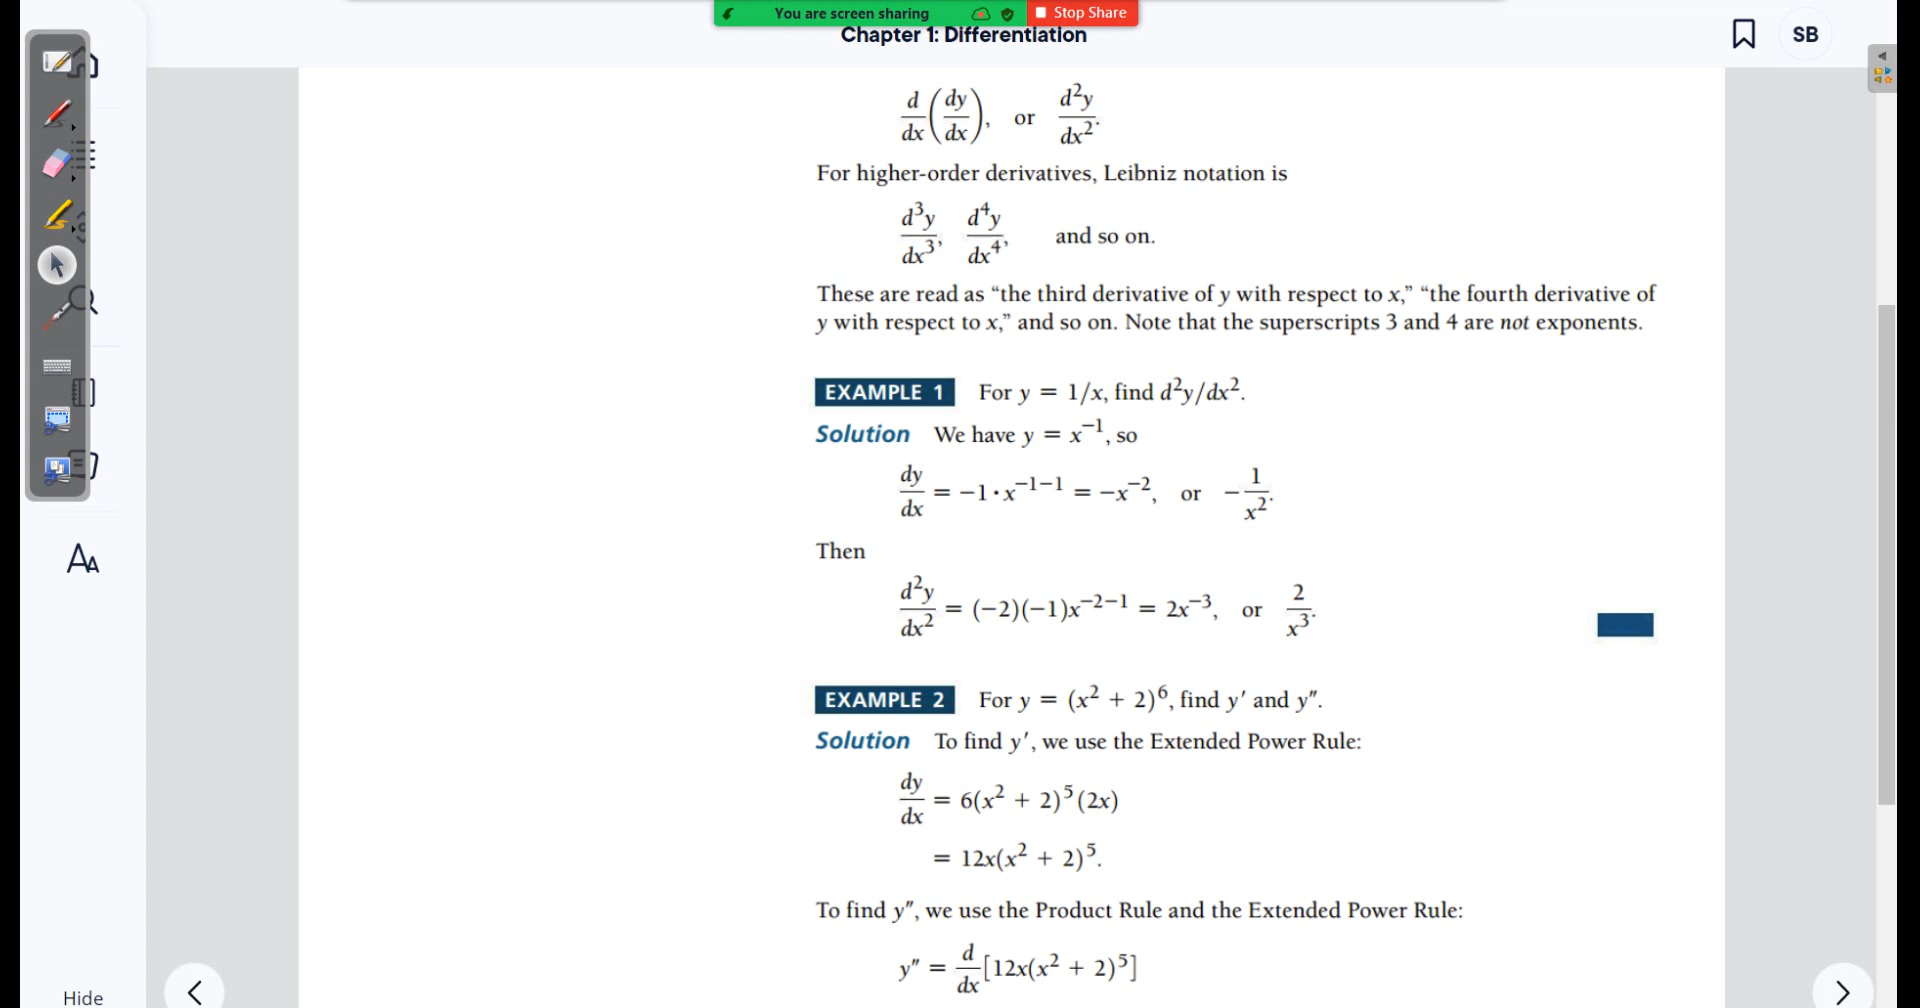 You are screen sharing Stop Share
Chapter 1: Differentiation
SB
d/dx (dy/dx), or d²y/dx².
For higher-order derivatives, Leibniz notation is
d³y/dx³, d⁴y/dx⁴, and so on.
These are read as “the third derivative of y with respect to x,” “the fourth derivative of
y with respect to x,” and so on. Note that the superscripts 3 and 4 are not exponents.
EXAMPLE 1 For y = 1/x, find d²y/dx².
Solution We have y = x⁻¹, so
dy/dx = −1·x⁻¹⁻¹ = −x⁻², or −1/x².
Then
d²y/dx² = (−2)(−1)x⁻²⁻¹ = 2x⁻³, or 2/x³.
EXAMPLE 2 For y = (x² + 2)⁶, find y′ and y″.
Solution To find y′, we use the Extended Power Rule:
dy/dx = 6(x² + 2)⁵(2x)
= 12x(x² + 2)⁵.
To find y″, we use the Product Rule and the Extended Power Rule:
y″ = d/dx [12x(x² + 2)⁵]
AA
Hide